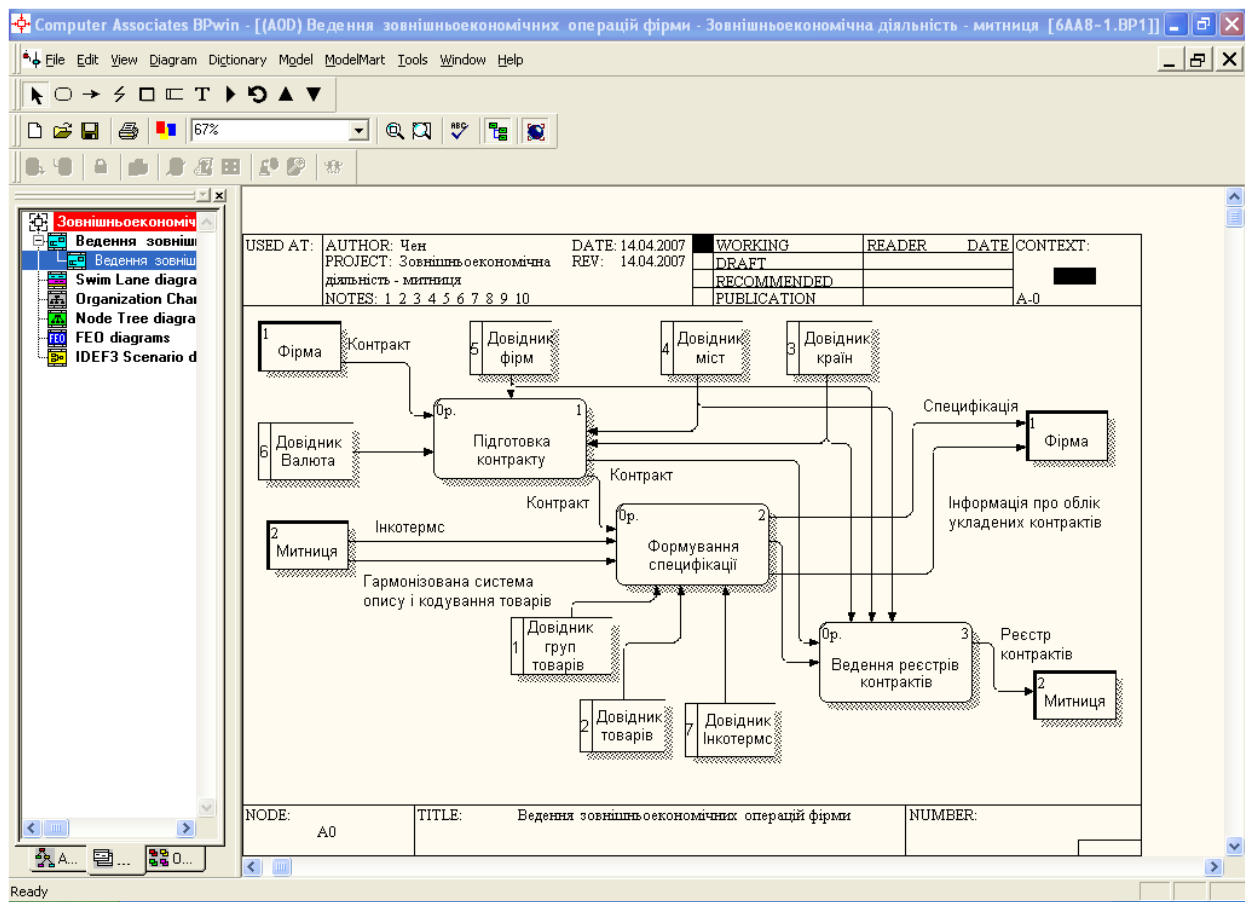 Computer Associates BPwin - [(A0D) Ведення зовнішньоекономічних операцій фірми - Зовнішньоекономічна діяльність - митниця [6AA8~1.BP1]]
File Edit View Diagram Dictionary Model ModelMart Tools Window Help
67%
Зовнішньоекономіч
Ведення зовніш
Ведення зовніш
Swim Lane diagra
Organization Char
Node Tree diagra
FEO diagrams
IDEF3 Scenario d
A...
...
O...
USED AT:
AUTHOR: Чен
DATE: 14.04.2007
PROJECT: Зовнішньоекономічна
діяльність - митниця
REV: 14.04.2007
NOTES: 1 2 3 4 5 6 7 8 9 10
WORKING
DRAFT
RECOMMENDED
PUBLICATION
READER DATE
CONTEXT:
A-0
1
Фірма
Контракт
5
Довідник
фірм
4
Довідник
міст
3
Довідник
країн
6
Довідник
Валюта
0р. 1
Підготовка
контракту
Специфікація
1
Фірма
Контракт
Контракт
Інформація про облік
укладених контрактів
2
Митниця
Інкотермс
0р. 2
Формування
специфікації
Гармонізована система
опису і кодування товарів
1
Довідник
груп
товарів
0р. 3
Ведення реєстрів
контрактів
Реєстр
контрактів
2
Митниця
2
Довідник
товарів
7
Довідник
Інкотермс
NODE:
A0
TITLE: Ведення зовнішньоекономічних операцій фірми
NUMBER:
Ready